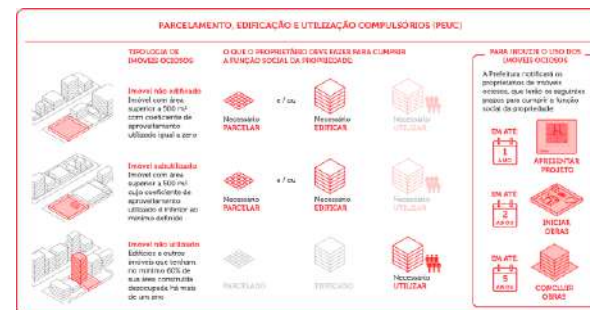 PARCELAMENTO, EDIFICAÇÃO E UTILIZAÇÃO COMPULSÓRIOS (PEUC)
TIPOLOGIA DE
IMÓVEIS OCIOSOS
O QUE O PROPRIETÁRIO DEVE FAZER PARA CUMPRIR
A FUNÇÃO SOCIAL DA PROPRIEDADE
Imóvel não edificado
Imóvel com área
superior a 500 m²
com coeficiente de
aproveitamento
utilizado igual a zero
Necessário
PARCELAR
e / ou
Necessário
EDIFICAR
Necessário
UTILIZAR
Imóvel subutilizado
Imóvel com área
superior a 500 m²
cujo coeficiente de
aproveitamento
utilizado é inferior ao
mínimo definido
Necessário
PARCELAR
e / ou
Necessário
EDIFICAR
Necessário
UTILIZAR
Imóvel não utilizado
Edifícios e outros
imóveis que tenham
no mínimo 60% de
sua área construída
desocupada há mais
de um ano
PARCELADO
EDIFICADO
Necessário
UTILIZAR
PARA INDUZIR O USO DOS
IMÓVEIS OCIOSOS
A Prefeitura notificará os
proprietários de imóveis
ociosos, que terão os seguintes
prazos para cumprir a função
social da propriedade
EM ATÉ
1
ANO
APRESENTAR
PROJETO
EM ATÉ
2
ANOS
INICIAR
OBRAS
EM ATÉ
5
ANOS
CONCLUIR
OBRAS